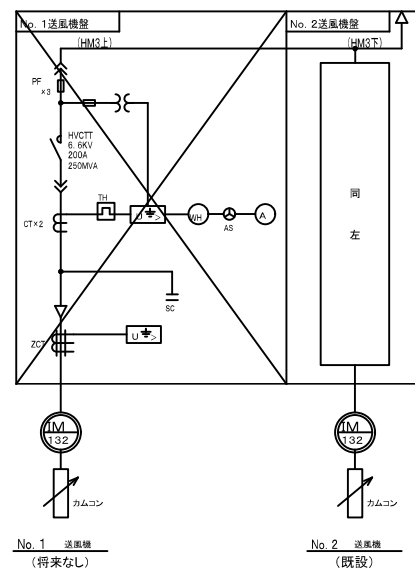 No. 1送風機盤
No. 2送風機盤
(HM3上)
(HM3下)
PF
×3
HVCTT
6. 6KV
200A
250MVA
TH
CT×2
U >
WH
AS
A
SC
ZCT
U >
同
左
IM
132
IM
132
カムコン
カムコン
No. 1 送風機
(将来なし)
No. 2 送風機
(既設)